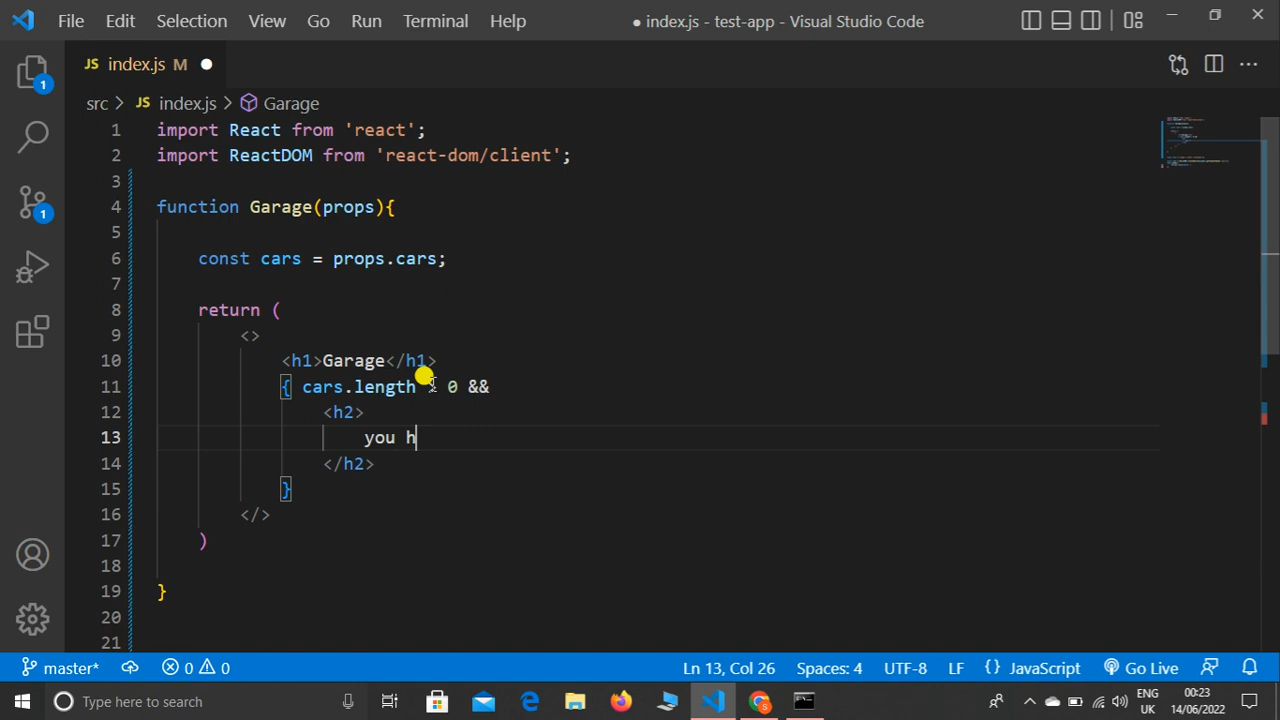 File Edit Selection View Go Run Terminal Help ● index.js - test-app - Visual Studio Code
JS index.js M
src > JS index.js > Garage
1 import React from 'react';
2 import ReactDOM from 'react-dom/client';
3
4 function Garage(props){
5
6 const cars = props.cars;
7
8 return (
9 <>
10 <h1>Garage</h1>
11 { cars.length 0 &&
12 <h2>
13 you h
14 </h2>
15 }
16 </>
17 )
18
19 }
20
21
1
1
master* 0 0 Ln 13, Col 26 Spaces: 4 UTF-8 LF {} JavaScript Go Live
Type here to search ENG 00:23
UK 14/06/2022